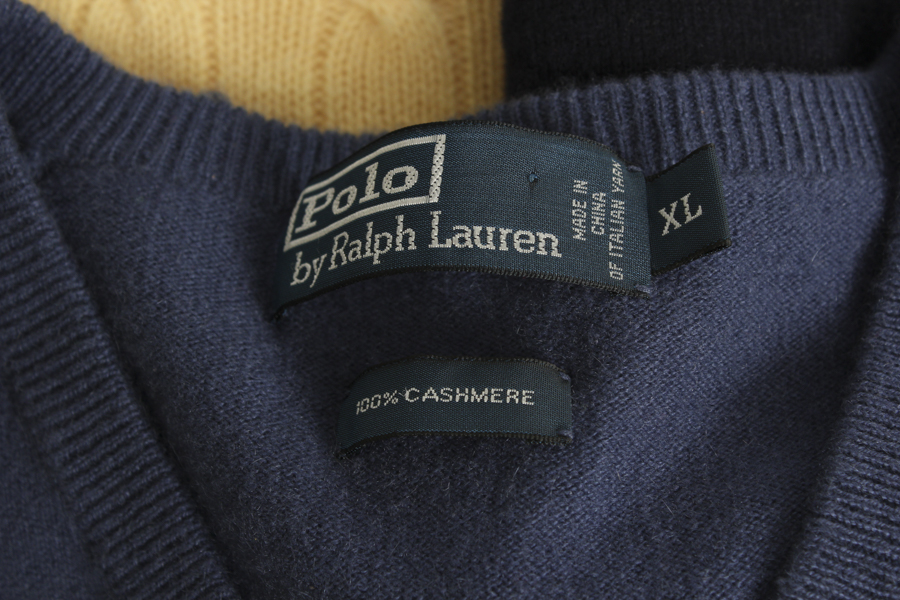 Polo
by Ralph Lauren
MADE IN
CHINA
OF ITALIAN YARN
XL
100% CASHMERE